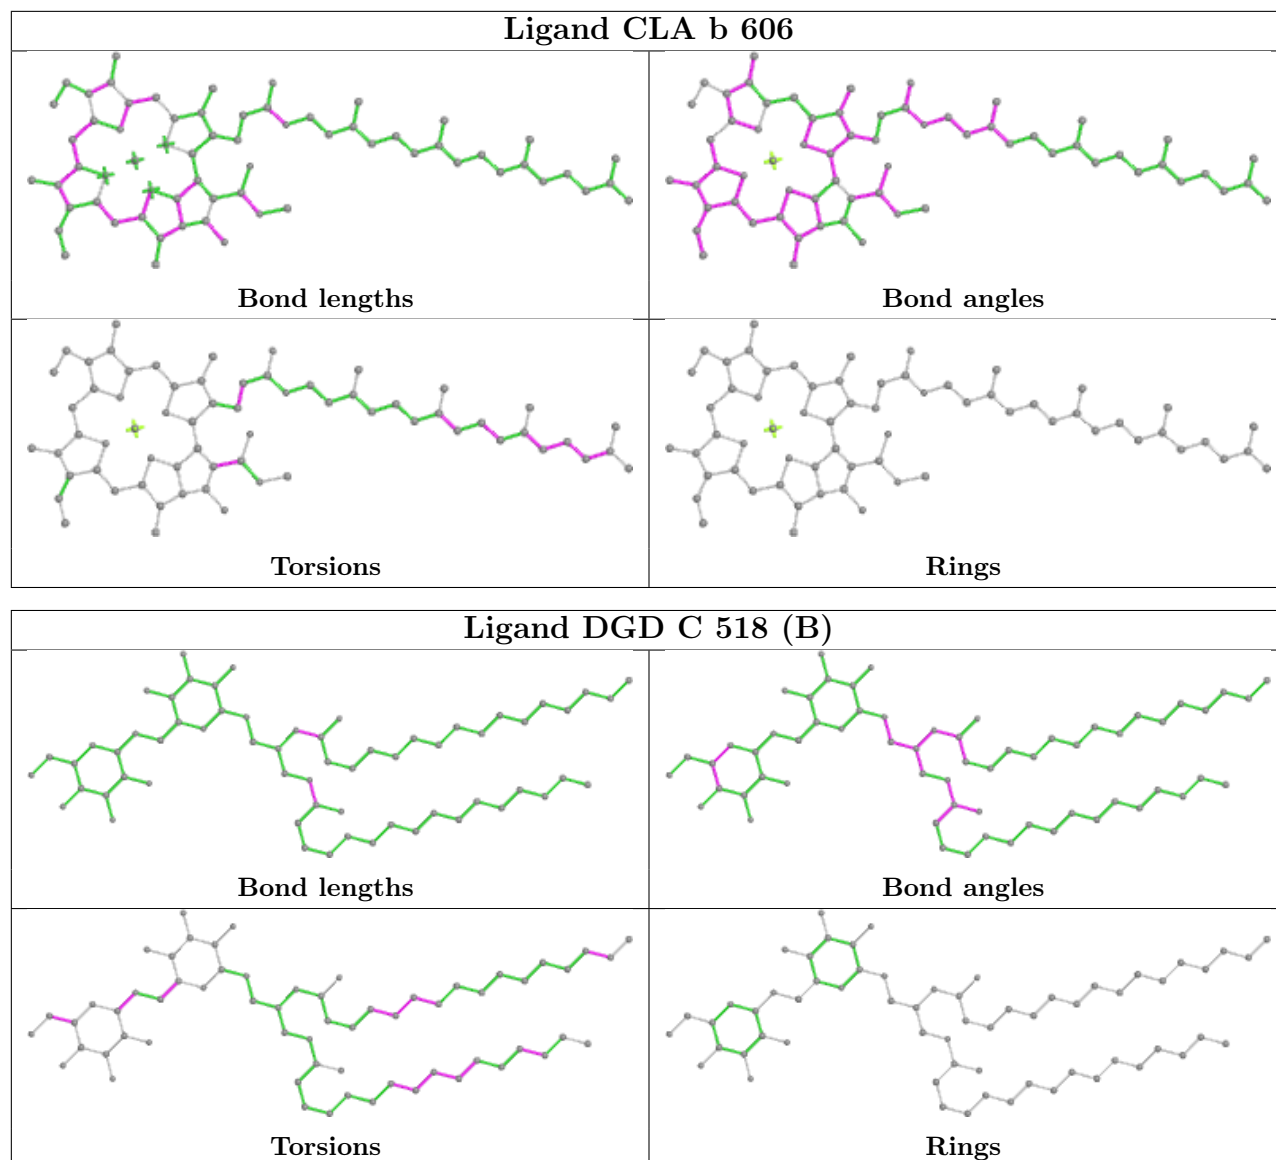 Ligand CLA b 606
Bond lengths
Bond angles
Torsions
Rings
Ligand DGD C 518 (B)
Bond lengths
Bond angles
Torsions
Rings